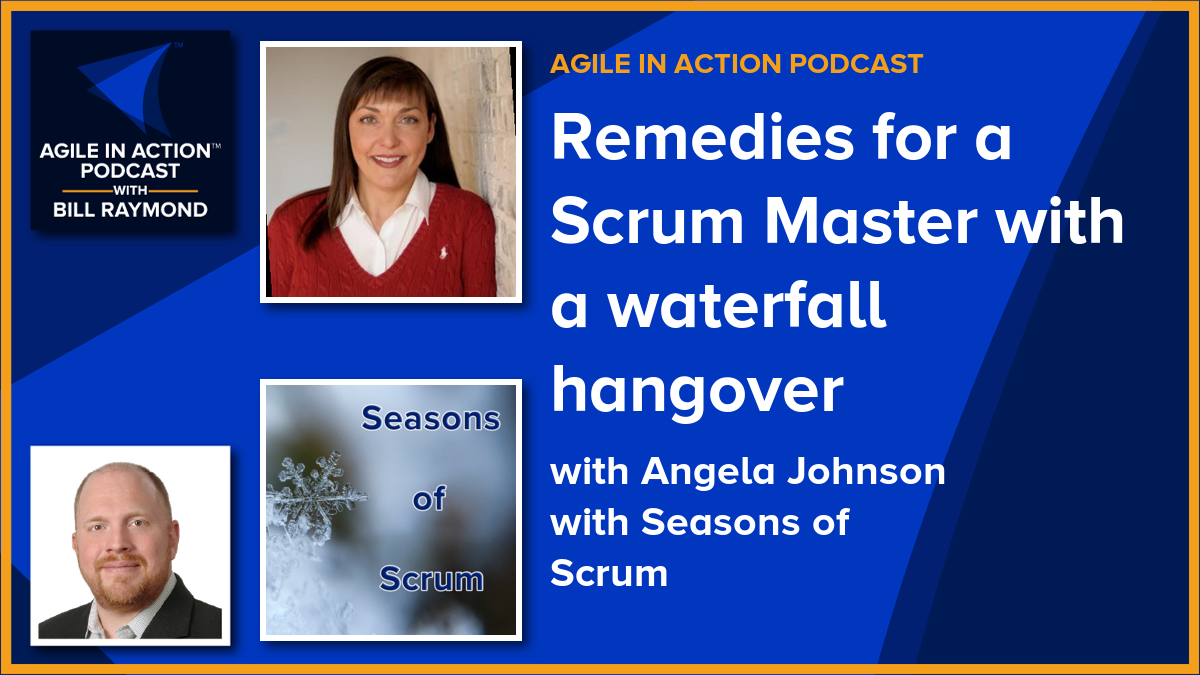 AGILE IN ACTION™
PODCAST
WITH
BILL RAYMOND
AGILE IN ACTION PODCAST
Remedies for a
Scrum Master with
a waterfall
hangover
with Angela Johnson
with Seasons of
Scrum
Seasons
of
Scrum